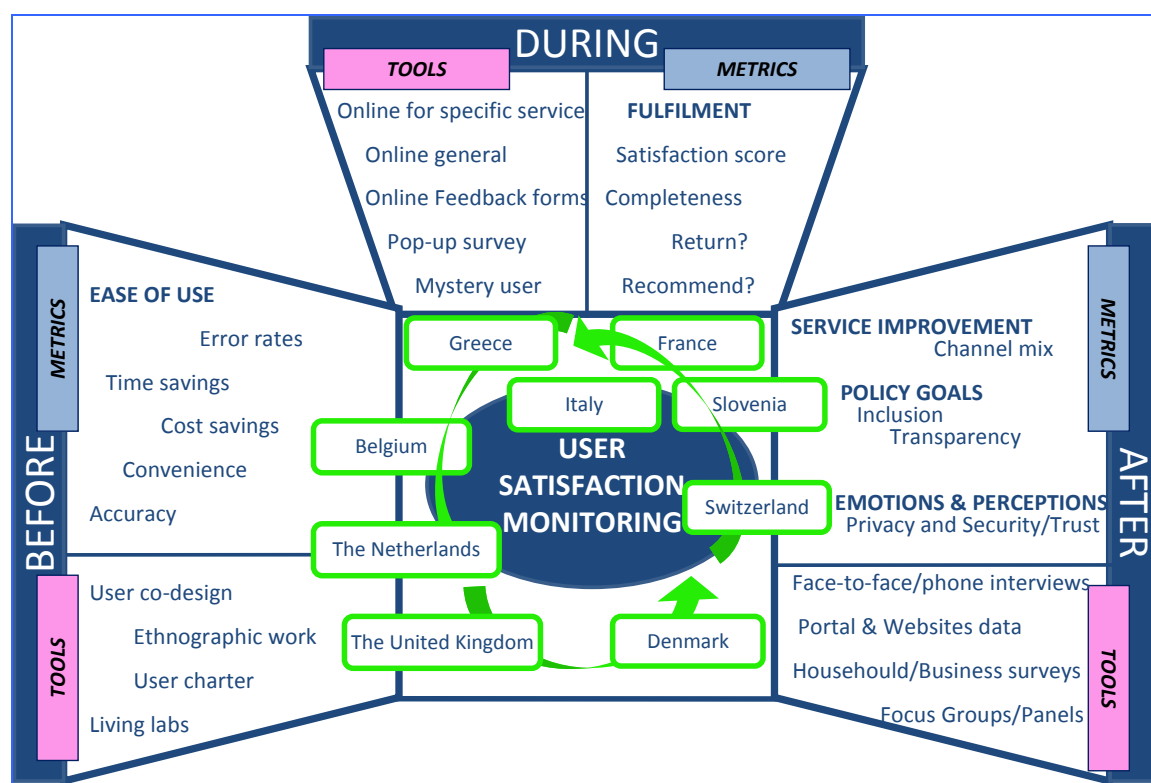 DURING
TOOLS
METRICS
Online for specific service
Online general
Online Feedback forms
Pop-up survey
Mystery user
FULFILMENT
Satisfaction score
Completeness
Return?
Recommend?
BEFORE
METRICS
EASE OF USE
Error rates
Time savings
Cost savings
Convenience
Accuracy
TOOLS
User co-design
Ethnographic work
User charter
Living labs
Greece
France
Italy
Slovenia
Belgium
USER
SATISFACTION
MONITORING
Switzerland
The Netherlands
The United Kingdom
Denmark
AFTER
METRICS
SERVICE IMPROVEMENT
Channel mix
POLICY GOALS
Inclusion
Transparency
EMOTIONS & PERCEPTIONS
Privacy and Security/Trust
TOOLS
Face-to-face/phone interviews
Portal & Websites data
Househould/Business surveys
Focus Groups/Panels